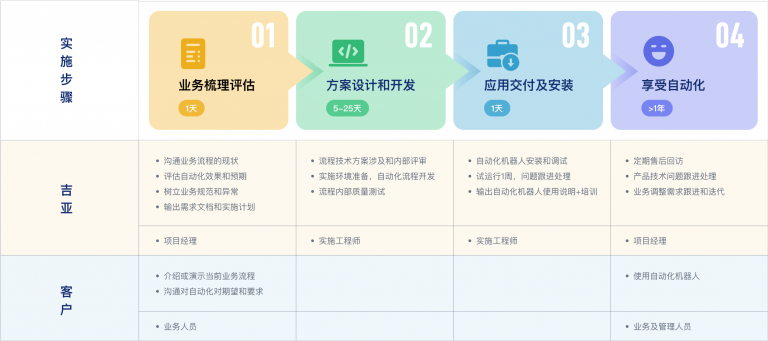 实施步骤
01
业务梳理评估
1天
02
方案设计和开发
5-25天
03
应用交付及安装
1天
04
享受自动化
>1年
吉亚
• 沟通业务流程的现状
• 评估自动化效果和预期
• 树立业务规范和异常
• 输出需求文档和实施计划
• 流程技术方案涉及和内部评审
• 实施环境准备，自动化流程开发
• 流程内部质量测试
• 自动化机器人安装和调试
• 试运行1周，问题跟进处理
• 输出自动化机器人使用说明+培训
• 定期售后回访
• 产品技术问题跟进处理
• 业务调整需求跟进和迭代
• 项目经理
• 实施工程师
• 实施工程师
• 项目经理
客户
• 介绍或演示当前业务流程
• 沟通对自动化对期望和要求
• 使用自动化机器人
• 业务人员
• 业务及管理人员